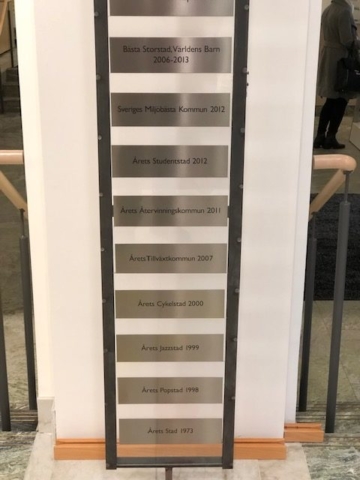 Bästa Storstad, Världens Barn
2006-2013
Sveriges Miljöbästa Kommun 2012
Årets Studentstad 2012
Årets Återvinningskommun 2011
Årets Tillväxtkommun 2007
Årets Cykelstad 2000
Årets Jazzstad 1999
Årets Popstad 1998
Årets Stad 1973